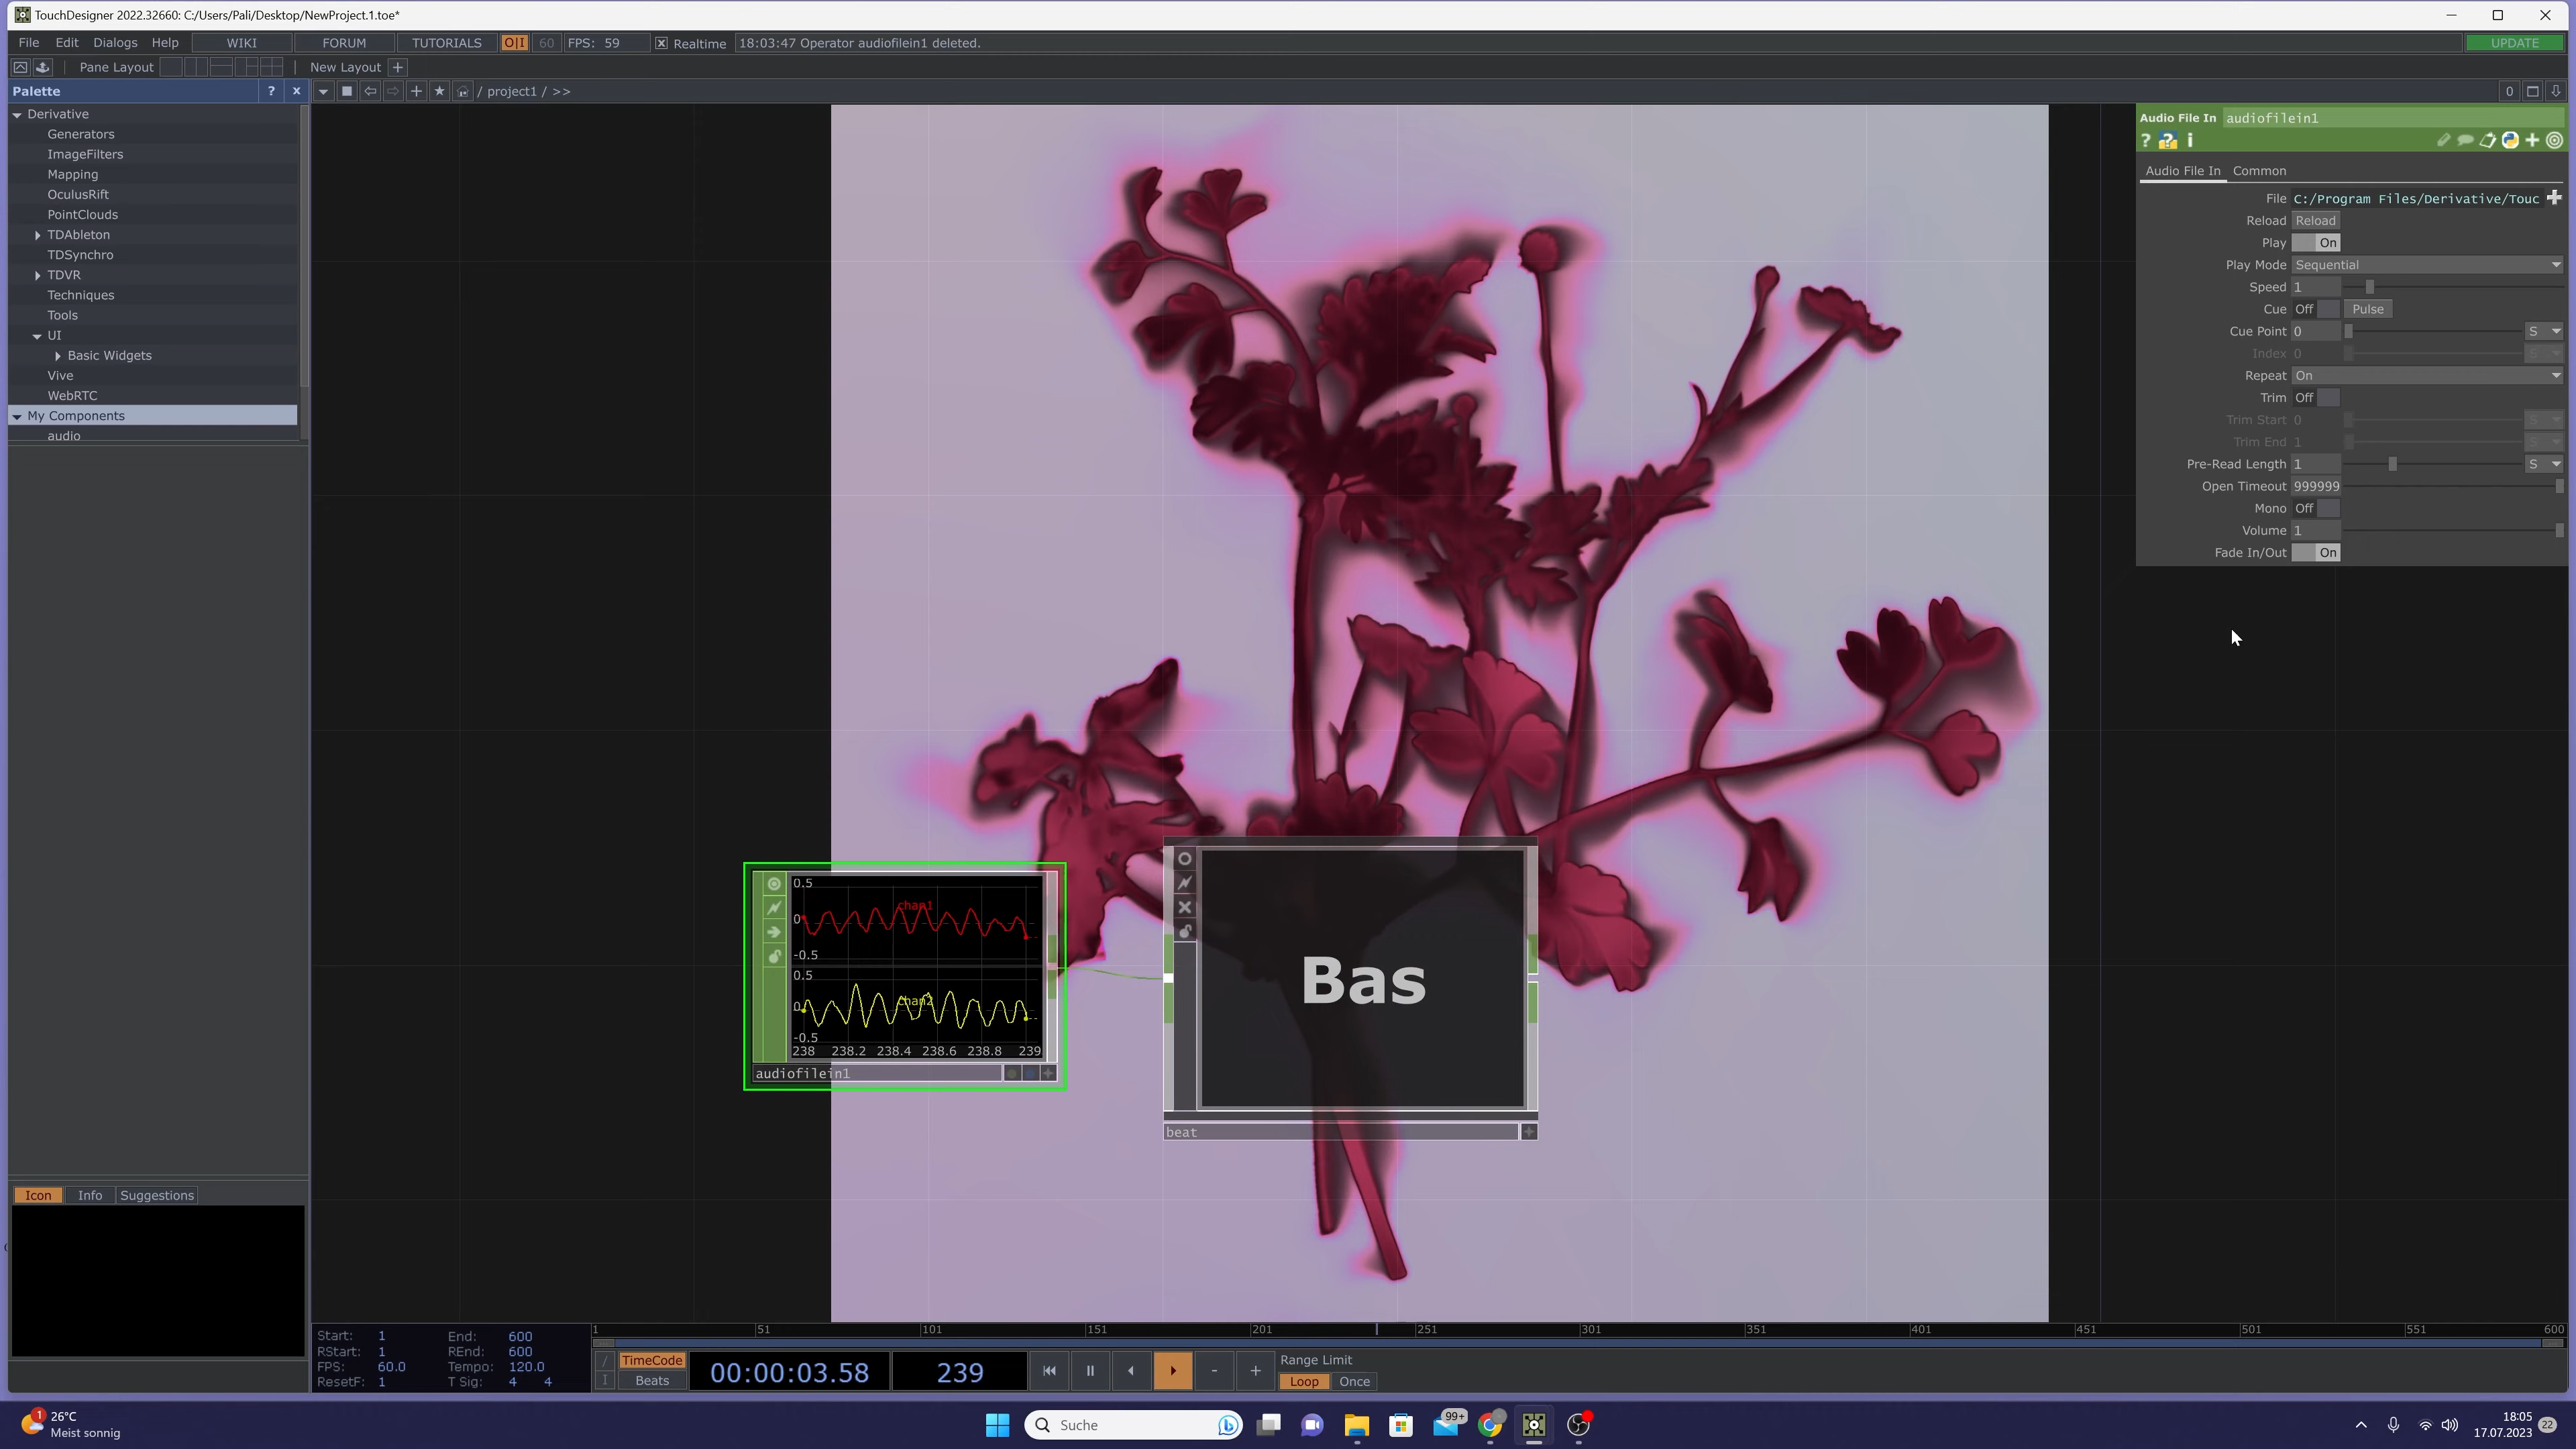 TouchDesigner 2022.32660: C:/Users/Pali/Desktop/NewProject.1.toe*
File Edit Dialogs Help WIKI FORUM TUTORIALS O|I 60 FPS: 59 Realtime 18:03:47 Operator audiofilein1 deleted. UPDATE
Pane Layout New Layout +
Palette ? x / project1 / >> 0
Derivative
Generators
ImageFilters
Mapping
OculusRift
PointClouds
TDAbleton
TDSynchro
TDVR
Techniques
Tools
UI
Basic Widgets
Vive
WebRTC
My Components
audio
Audio File In audiofilein1
? ? i
Audio File In Common
File C:/Program Files/Derivative/Touc
Reload Reload
Play On
Play Mode Sequential
Speed 1
Cue Off Pulse
Cue Point 0 S
Index 0 S
Repeat On
Trim Off
Trim Start 0 S
Trim End 1 S
Pre-Read Length 1 S
Open Timeout 999999
Mono Off
Volume 1
Fade In/Out On
0.5
chan1
0
-0.5
0.5
chan2
0
-0.5
238 238.2 238.4 238.6 238.8 239
audiofilein1
Bas
beat
Icon Info Suggestions
1 51 101 151 201 251 301 351 401 451 501 551 600
Start: 1 End: 600
RStart: 1 REnd: 600
FPS: 60.0 Tempo: 120.0
ResetF: 1 T Sig: 4 4
/ TimeCode
I Beats
00:00:03.58 239 - +
Range Limit
Loop Once
1 26°C
Meist sonnig
Suche
99+
18:05
17.07.2023
22